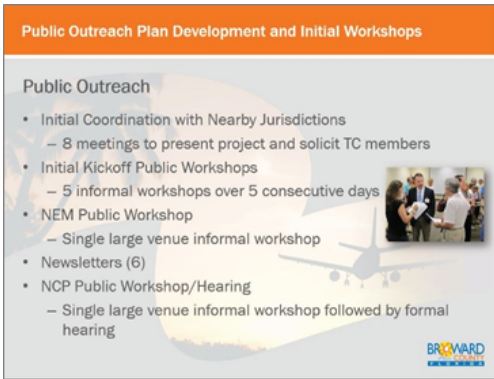 Public Outreach Plan Development and Initial Workshops
Public Outreach
• Initial Coordination with Nearby Jurisdictions
– 8 meetings to present project and solicit TC members
• Initial Kickoff Public Workshops
– 5 informal workshops over 5 consecutive days
• NEM Public Workshop
– Single large venue informal workshop
• Newsletters (6)
• NCP Public Workshop/Hearing
– Single large venue informal workshop followed by formal
hearing
BROWARD
COUNTY
FLORIDA